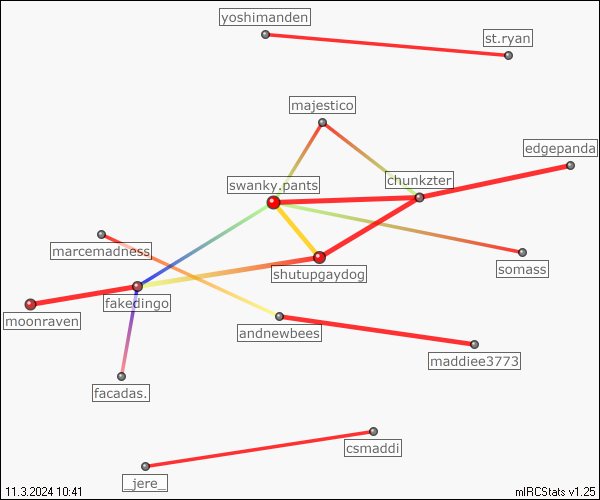 yoshimanden
st.ryan
majestico
edgepanda
chunkzter
swanky.pants
marcemadness
somass
shutupgaydog
fakedingo
moonraven
andnewbees
maddiee3773
facadas.
csmaddi
_jere_
11.3.2024 10:41
mIRCStats v1.25